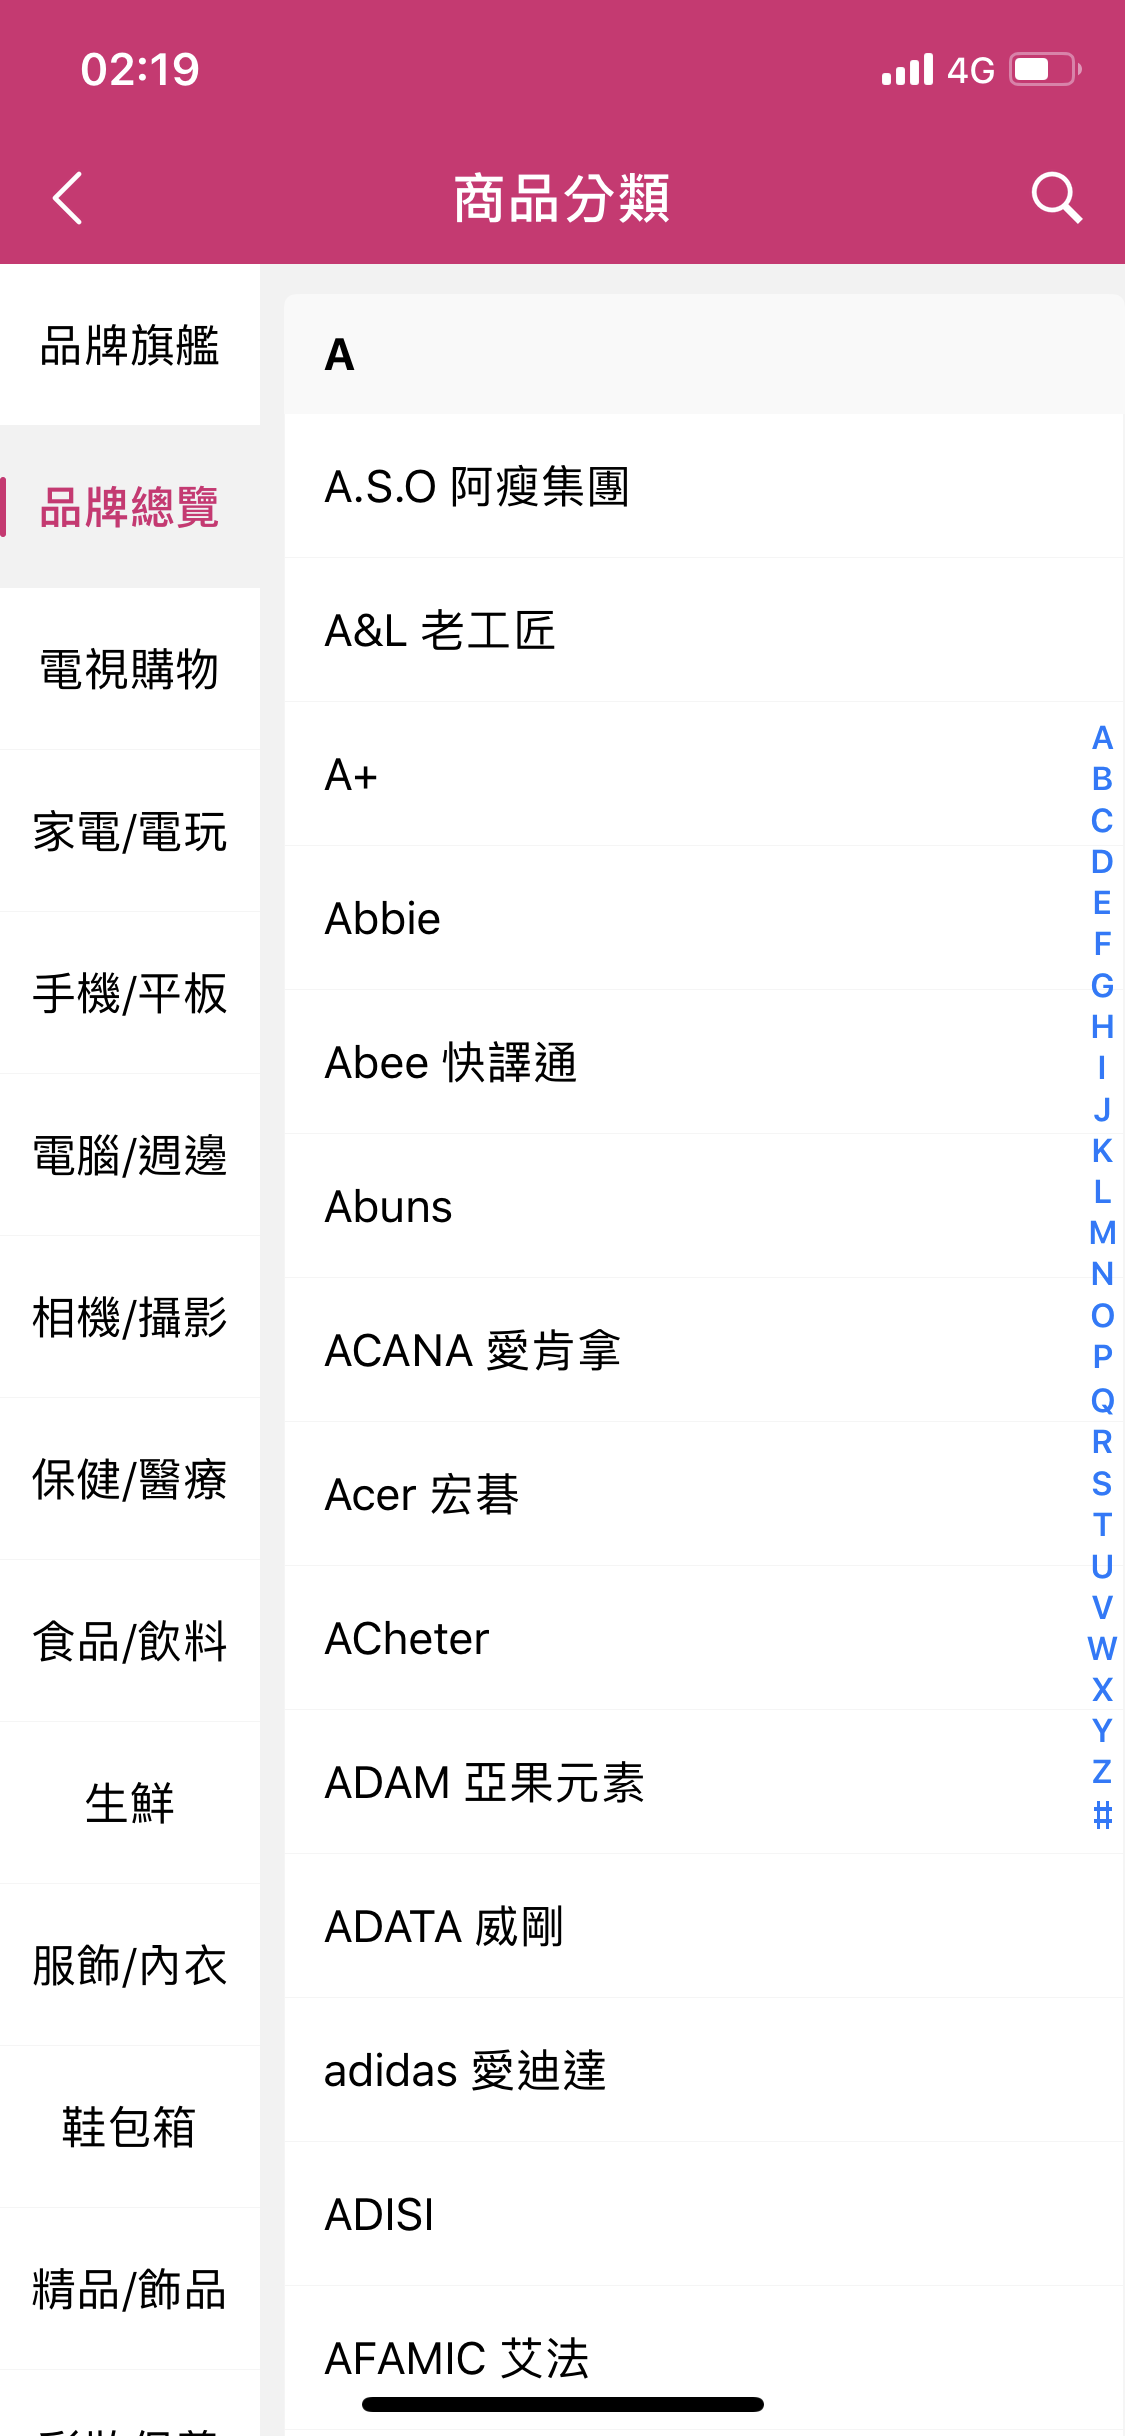 02:19
4G
商品分類
品牌旗艦
品牌總覽
電視購物
家電/電玩
手機/平板
電腦/週邊
相機/攝影
保健/醫療
食品/飲料
生鮮
服飾/內衣
鞋包箱
精品/飾品
A
A.S.O 阿瘦集團
A&L 老工匠
A+
Abbie
Abee 快譯通
Abuns
ACANA 愛肯拿
Acer 宏碁
ACheter
ADAM 亞果元素
ADATA 威剛
adidas 愛迪達
ADISI
AFAMIC 艾法
A
B
C
D
E
F
G
H
I
J
K
L
M
N
O
P
Q
R
S
T
U
V
W
X
Y
Z
#